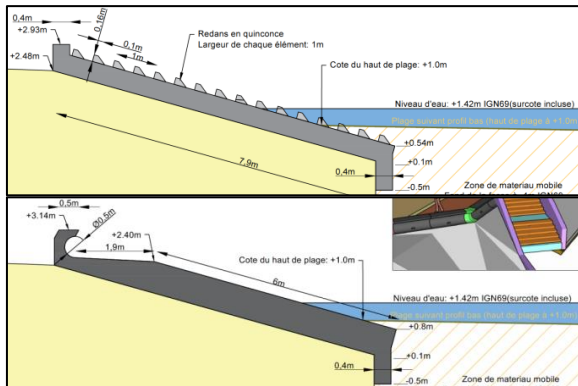 0,4m
+2.93m
0,16m
0,1m
1m
Redans en quinconce
Largeur de chaque élément: 1m
+2.48m
Cote du haut de plage: +1.0m
Niveau d'eau: +1.42m IGN69(surcote incluse)
Plage suivant profil bas (haut de plage à +1.0m)
+0.54m
7,9m
0,4m
+0.1m
-0.5m
Zone de materiau mobile
0,5m
+3.14m
Ø0,5m
+2.40m
1,9m
Cote du haut de plage: +1.0m
6m
Niveau d'eau: +1.42m IGN69(surcote incluse)
Plage suivant profil bas (haut de plage à +1.0m)
+0.8m
0,4m
+0.1m
-0.5m
Zone de materiau mobile